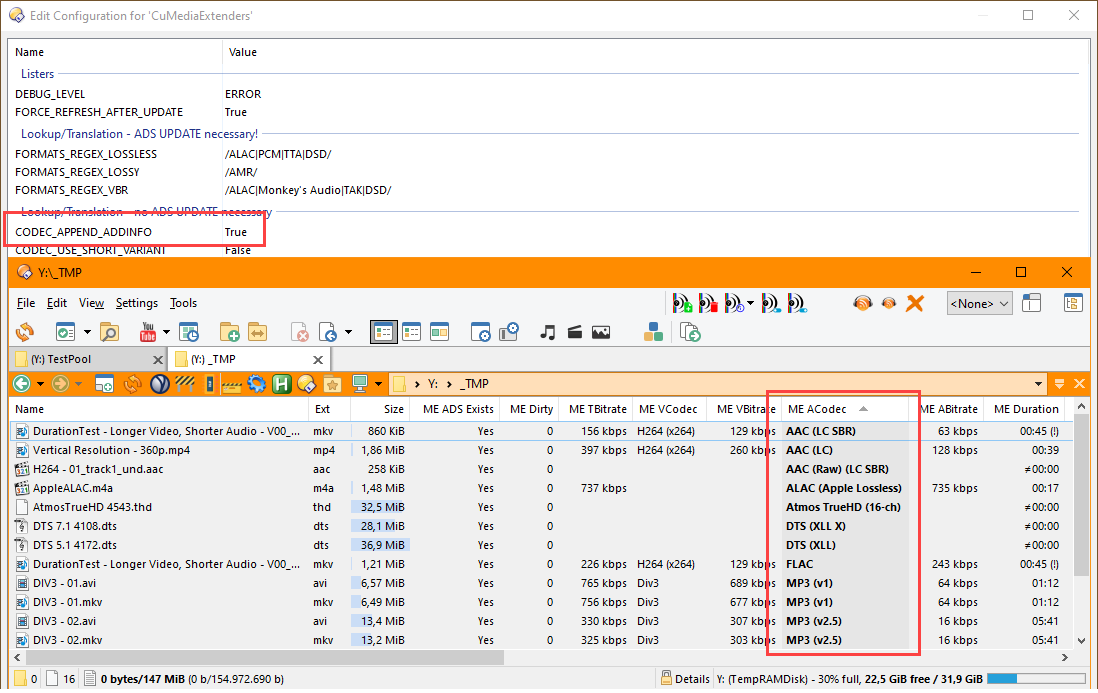 Edit Configuration for 'CuMediaExtenders'
Name Value
Listers
DEBUG_LEVEL ERROR
FORCE_REFRESH_AFTER_UPDATE True
Lookup/Translation - ADS UPDATE necessary!
FORMATS_REGEX_LOSSLESS /ALAC|PCM|TTA|DSD/
FORMATS_REGEX_LOSSY /AMR/
FORMATS_REGEX_VBR /ALAC|Monkey's Audio|TAK|DSD/
Lookup/Translation - no ADS UPDATE necessary
CODEC_APPEND_ADDINFO True
CODEC_USE_SHORT_VARIANT False
Y:\_TMP
File Edit View Settings Tools
<None>
You Tube
(Y:) TestPool (Y:) _TMP
H Y: _TMP
Name Ext Size ME ADS Exists ME Dirty ME TBitrate ME VCodec ME VBitrate ME ACodec ME ABitrate ME Duration
DurationTest - Longer Video, Shorter Audio - V00_... mkv 860 KiB Yes 0 156 kbps H264 (x264) 129 kbps AAC (LC SBR) 63 kbps 00:45 (!)
Vertical Resolution - 360p.mp4 mp4 1,86 MiB Yes 0 397 kbps H264 (x264) 260 kbps AAC (LC) 128 kbps 00:39
H264 - 01_track1_und.aac aac 258 KiB Yes 0 AAC (Raw) (LC SBR) ≠00:00
AppleALAC.m4a m4a 1,48 MiB Yes 0 737 kbps ALAC (Apple Lossless) 735 kbps 00:17
AtmosTrueHD 4543.thd thd 32,5 MiB Yes 0 Atmos TrueHD (16-ch) ≠00:00
DTS 7.1 4108.dts dts 28,1 MiB Yes 0 DTS (XLL X) ≠00:00
DTS 5.1 4172.dts dts 36,9 MiB Yes 0 DTS (XLL) ≠00:00
DurationTest - Longer Video, Shorter Audio - V00_... mkv 1,21 MiB Yes 0 226 kbps H264 (x264) 129 kbps FLAC 243 kbps 00:45 (!)
DIV3 - 01.avi avi 6,57 MiB Yes 0 765 kbps Div3 689 kbps MP3 (v1) 64 kbps 01:12
DIV3 - 01.mkv mkv 6,49 MiB Yes 0 756 kbps Div3 677 kbps MP3 (v1) 64 kbps 01:12
DIV3 - 02.avi avi 13,4 MiB Yes 0 330 kbps Div3 307 kbps MP3 (v2.5) 16 kbps 05:41
DIV3 - 02.mkv mkv 13,2 MiB Yes 0 325 kbps Div3 303 kbps MP3 (v2.5) 16 kbps 05:41
0 16 0 bytes/147 MiB (0 b/154.972.690 b) Details Y: (TempRAMDisk) - 30% full, 22,5 GiB free / 31,9 GiB